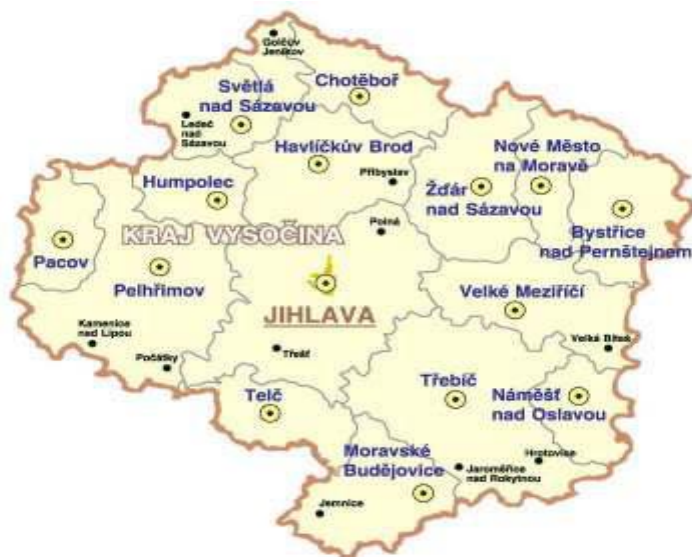 Golčův
Jeníkov
Chotěboř
Světlá
nad Sázavou
Ledeč
nad
Sázavou
Havlíčkův Brod
Přibyslav
Nové Město
na Moravě
Žďár
nad Sázavou
Humpolec
Bystřice
nad Pernštejnem
Polná
KRAJ VYSOČINA
Pacov
Pelhřimov
Velké Meziříčí
JIHLAVA
Kamenice
nad Lipou
Počátky
Třešť
Velká Bíteš
Telč
Třebíč
Náměšť
nad Oslavou
Moravské
Budějovice
Hrotovice
Jaroměřice
nad Rokytnou
Jemnice